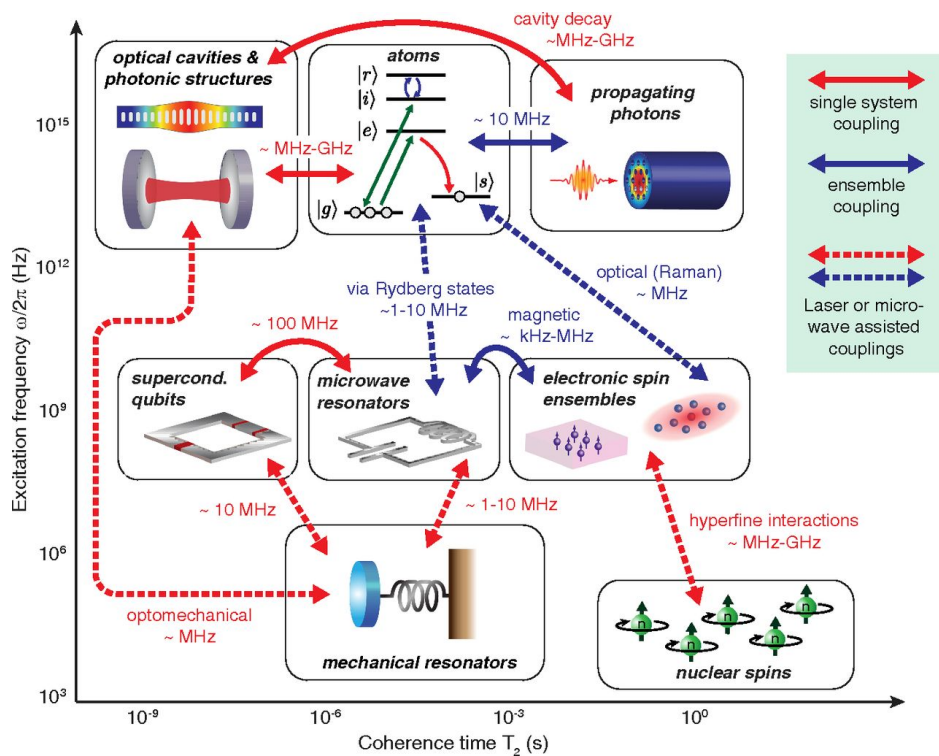 cavity decay
~MHz-GHz
optical cavities &
photonic structures
atoms
|r⟩
|i⟩
|e⟩
|s⟩
|g⟩
propagating
photons
~ MHz-GHz
~ 10 MHz
single system
coupling
ensemble
coupling
Laser or micro-
wave assisted
couplings
via Rydberg states
~1-10 MHz
optical (Raman)
~ MHz
magnetic
~ kHz-MHz
~ 100 MHz
supercond.
qubits
microwave
resonators
electronic spin
ensembles
~ 10 MHz
~ 1-10 MHz
hyperfine interactions
~ MHz-GHz
optomechanical
~ MHz
mechanical resonators
n
n
n
n
n
nuclear spins
Excitation frequency ω/2π (Hz)
10¹⁵
10¹²
10⁹
10⁶
10³
10⁻⁹
10⁻⁶
10⁻³
10⁰
Coherence time T₂ (s)